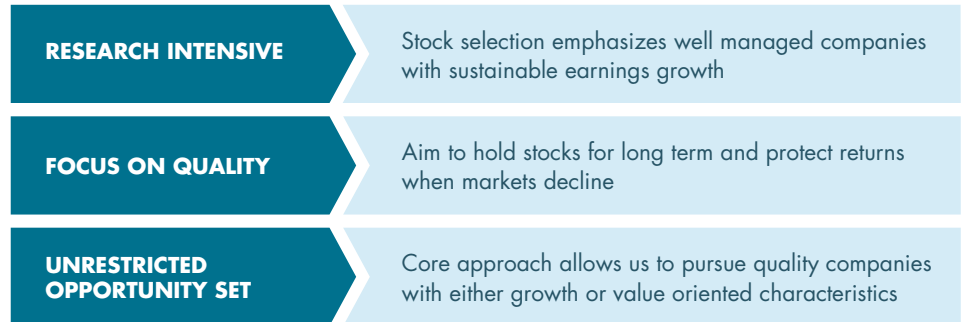 RESEARCH INTENSIVE
Stock selection emphasizes well managed companies
with sustainable earnings growth
FOCUS ON QUALITY
Aim to hold stocks for long term and protect returns
when markets decline
UNRESTRICTED
OPPORTUNITY SET
Core approach allows us to pursue quality companies
with either growth or value oriented characteristics